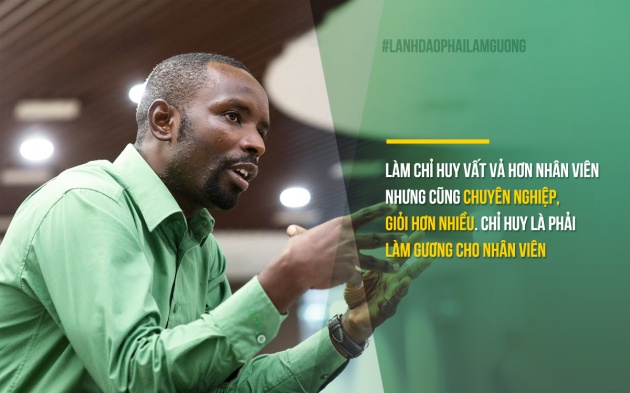 #LANHDAOPHAILAMGUONG
LÀM CHỈ HUY VẤT VẢ HƠN NHÂN VIÊN
NHƯNG CŨNG CHUYÊN NGHIỆP,
GIỎI HƠN NHIỀU. CHỈ HUY LÀ PHẢI
LÀM GƯƠNG CHO NHÂN VIÊN